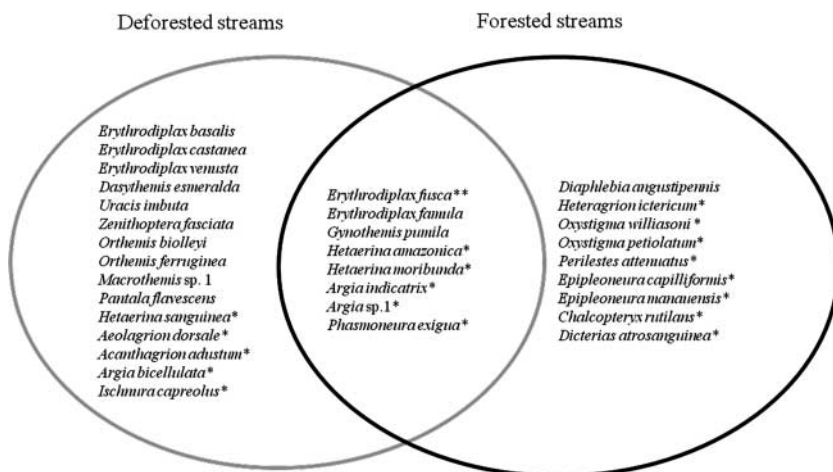 Deforested streams
Forested streams
Erythrodiplax basalis
Erythrodiplax castanea
Erythrodiplax venusta
Dasythemis esmeralda
Uracis imbuta
Zenithoptera fasciata
Orthemis biolleyi
Orthemis ferruginea
Macrothemis sp. 1
Pantala flavescens
Hetaerina sanguinea*
Aeolagrion dorsale*
Acanthagrion adustum*
Argia bicellulata*
Ischnura capreolus*
Erythrodiplax fusca**
Erythrodiplax famula
Gynothemis pumila
Hetaerina amazonica*
Hetaerina moribunda*
Argia indicatrix*
Argia sp.1*
Phasmoneura exigua*
Diaphlebia angustipennis
Heteragrion ictericum*
Oxystigma williasoni*
Oxystigma petiolatum*
Perilestes attenuatus*
Epipleoneura capilliformis*
Epipleoneura manauensis*
Chalcopteryx rutilans*
Dicterias atrosanguinea*